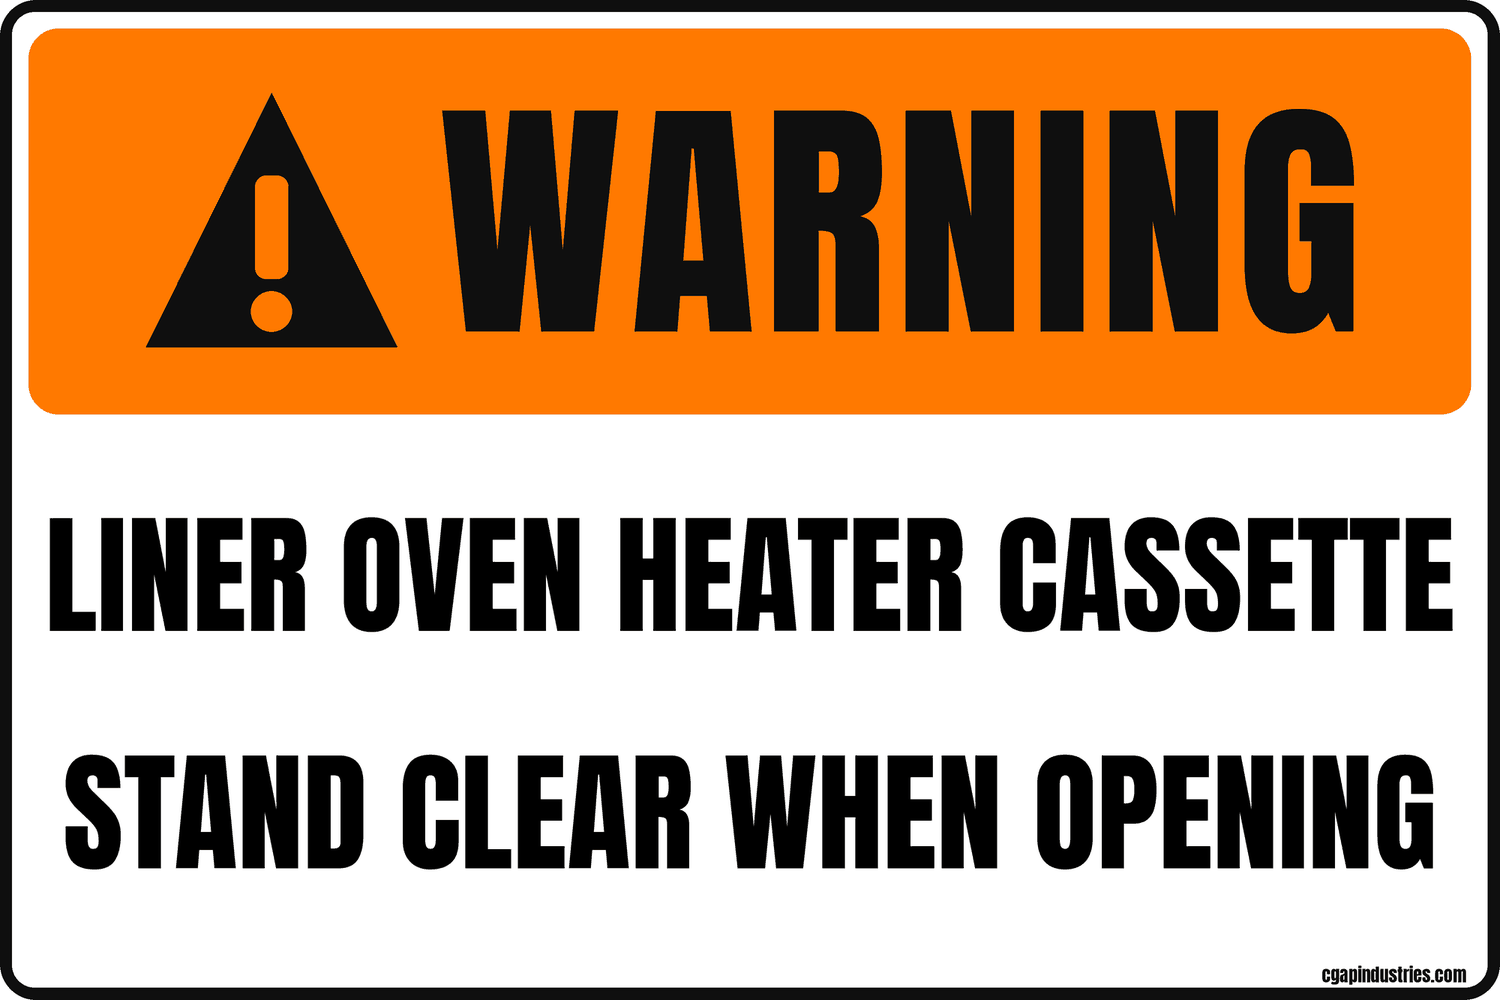 WARNING
LINER OVEN HEATER CASSETTE
STAND CLEAR WHEN OPENING
cgapindustries.com